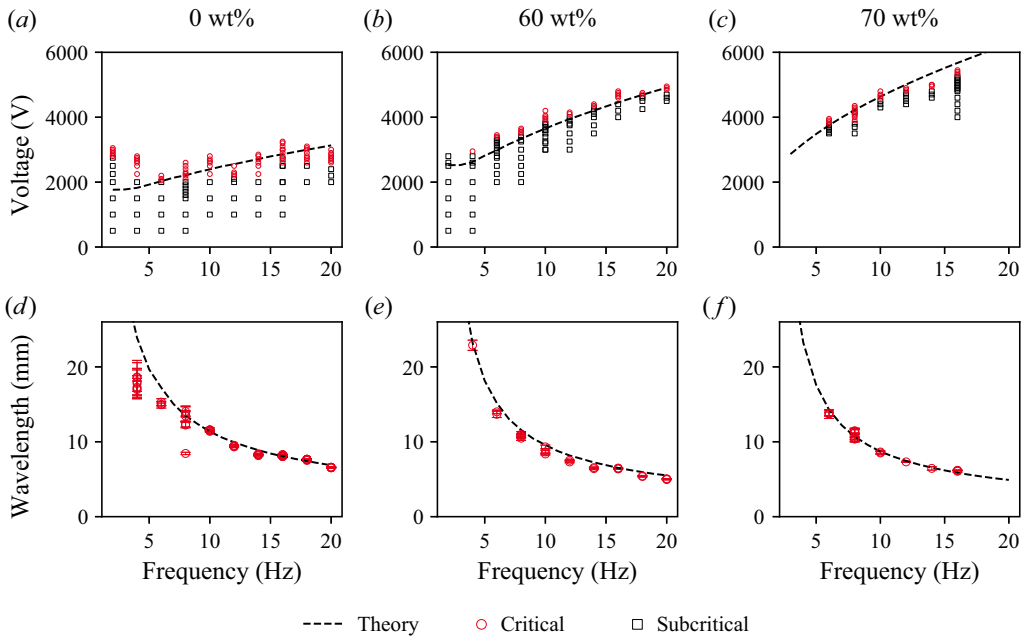 (a) 0 wt% (b) 60 wt% (c) 70 wt%
6000 6000 6000
4000 4000 4000
2000 2000 2000
0 0 0
Voltage (V)
5 10 15 20 5 10 15 20 5 10 15 20
(d) (e) (f)
20 20 20
10 10 10
0 0 0
Wavelength (mm)
5 10 15 20 5 10 15 20 5 10 15 20
Frequency (Hz) Frequency (Hz) Frequency (Hz)
Theory Critical Subcritical